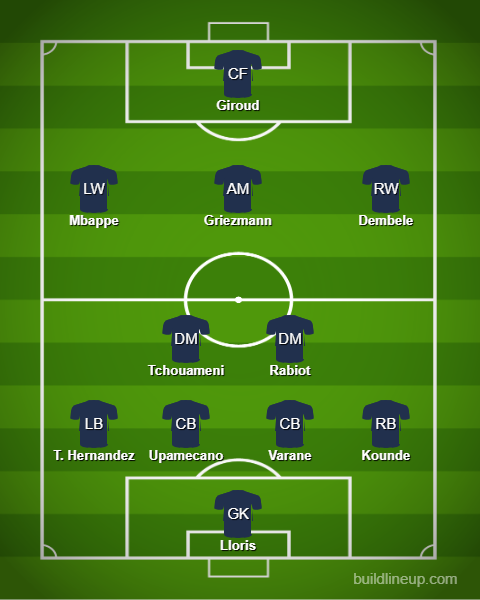 CF
Giroud
LW AM RW
Mbappe Griezmann Dembele
DM DM
Tchouameni Rabiot
LB CB CB RB
T. Hernandez Upamecano Varane Kounde
GK
Lloris
buildlineup.com